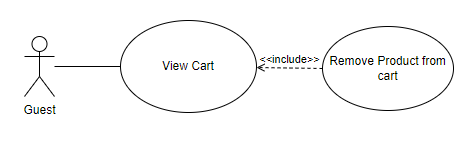 View Cart
<<include>>
Remove Product from
cart
Guest